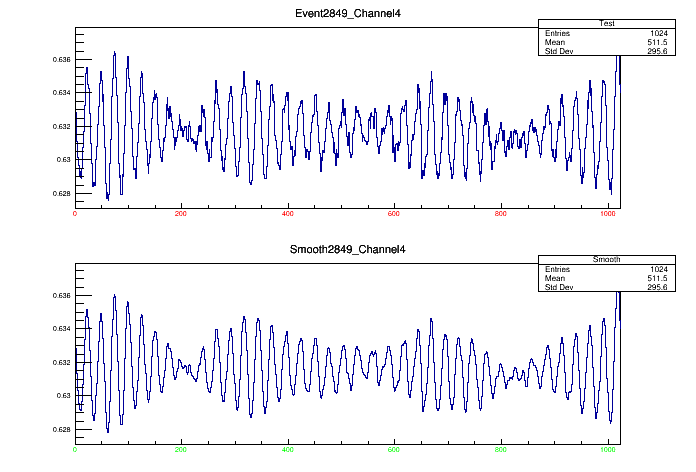 Event2849_Channel4
Test
Entries 1024
Mean 511.5
Std Dev 295.6
0.636
0.634
0.632
0.63
0.628
0 200 400 600 800 1000
Smooth2849_Channel4
Smooth
Entries 1024
Mean 511.5
Std Dev 295.6
0.636
0.634
0.632
0.63
0.628
0 200 400 600 800 1000